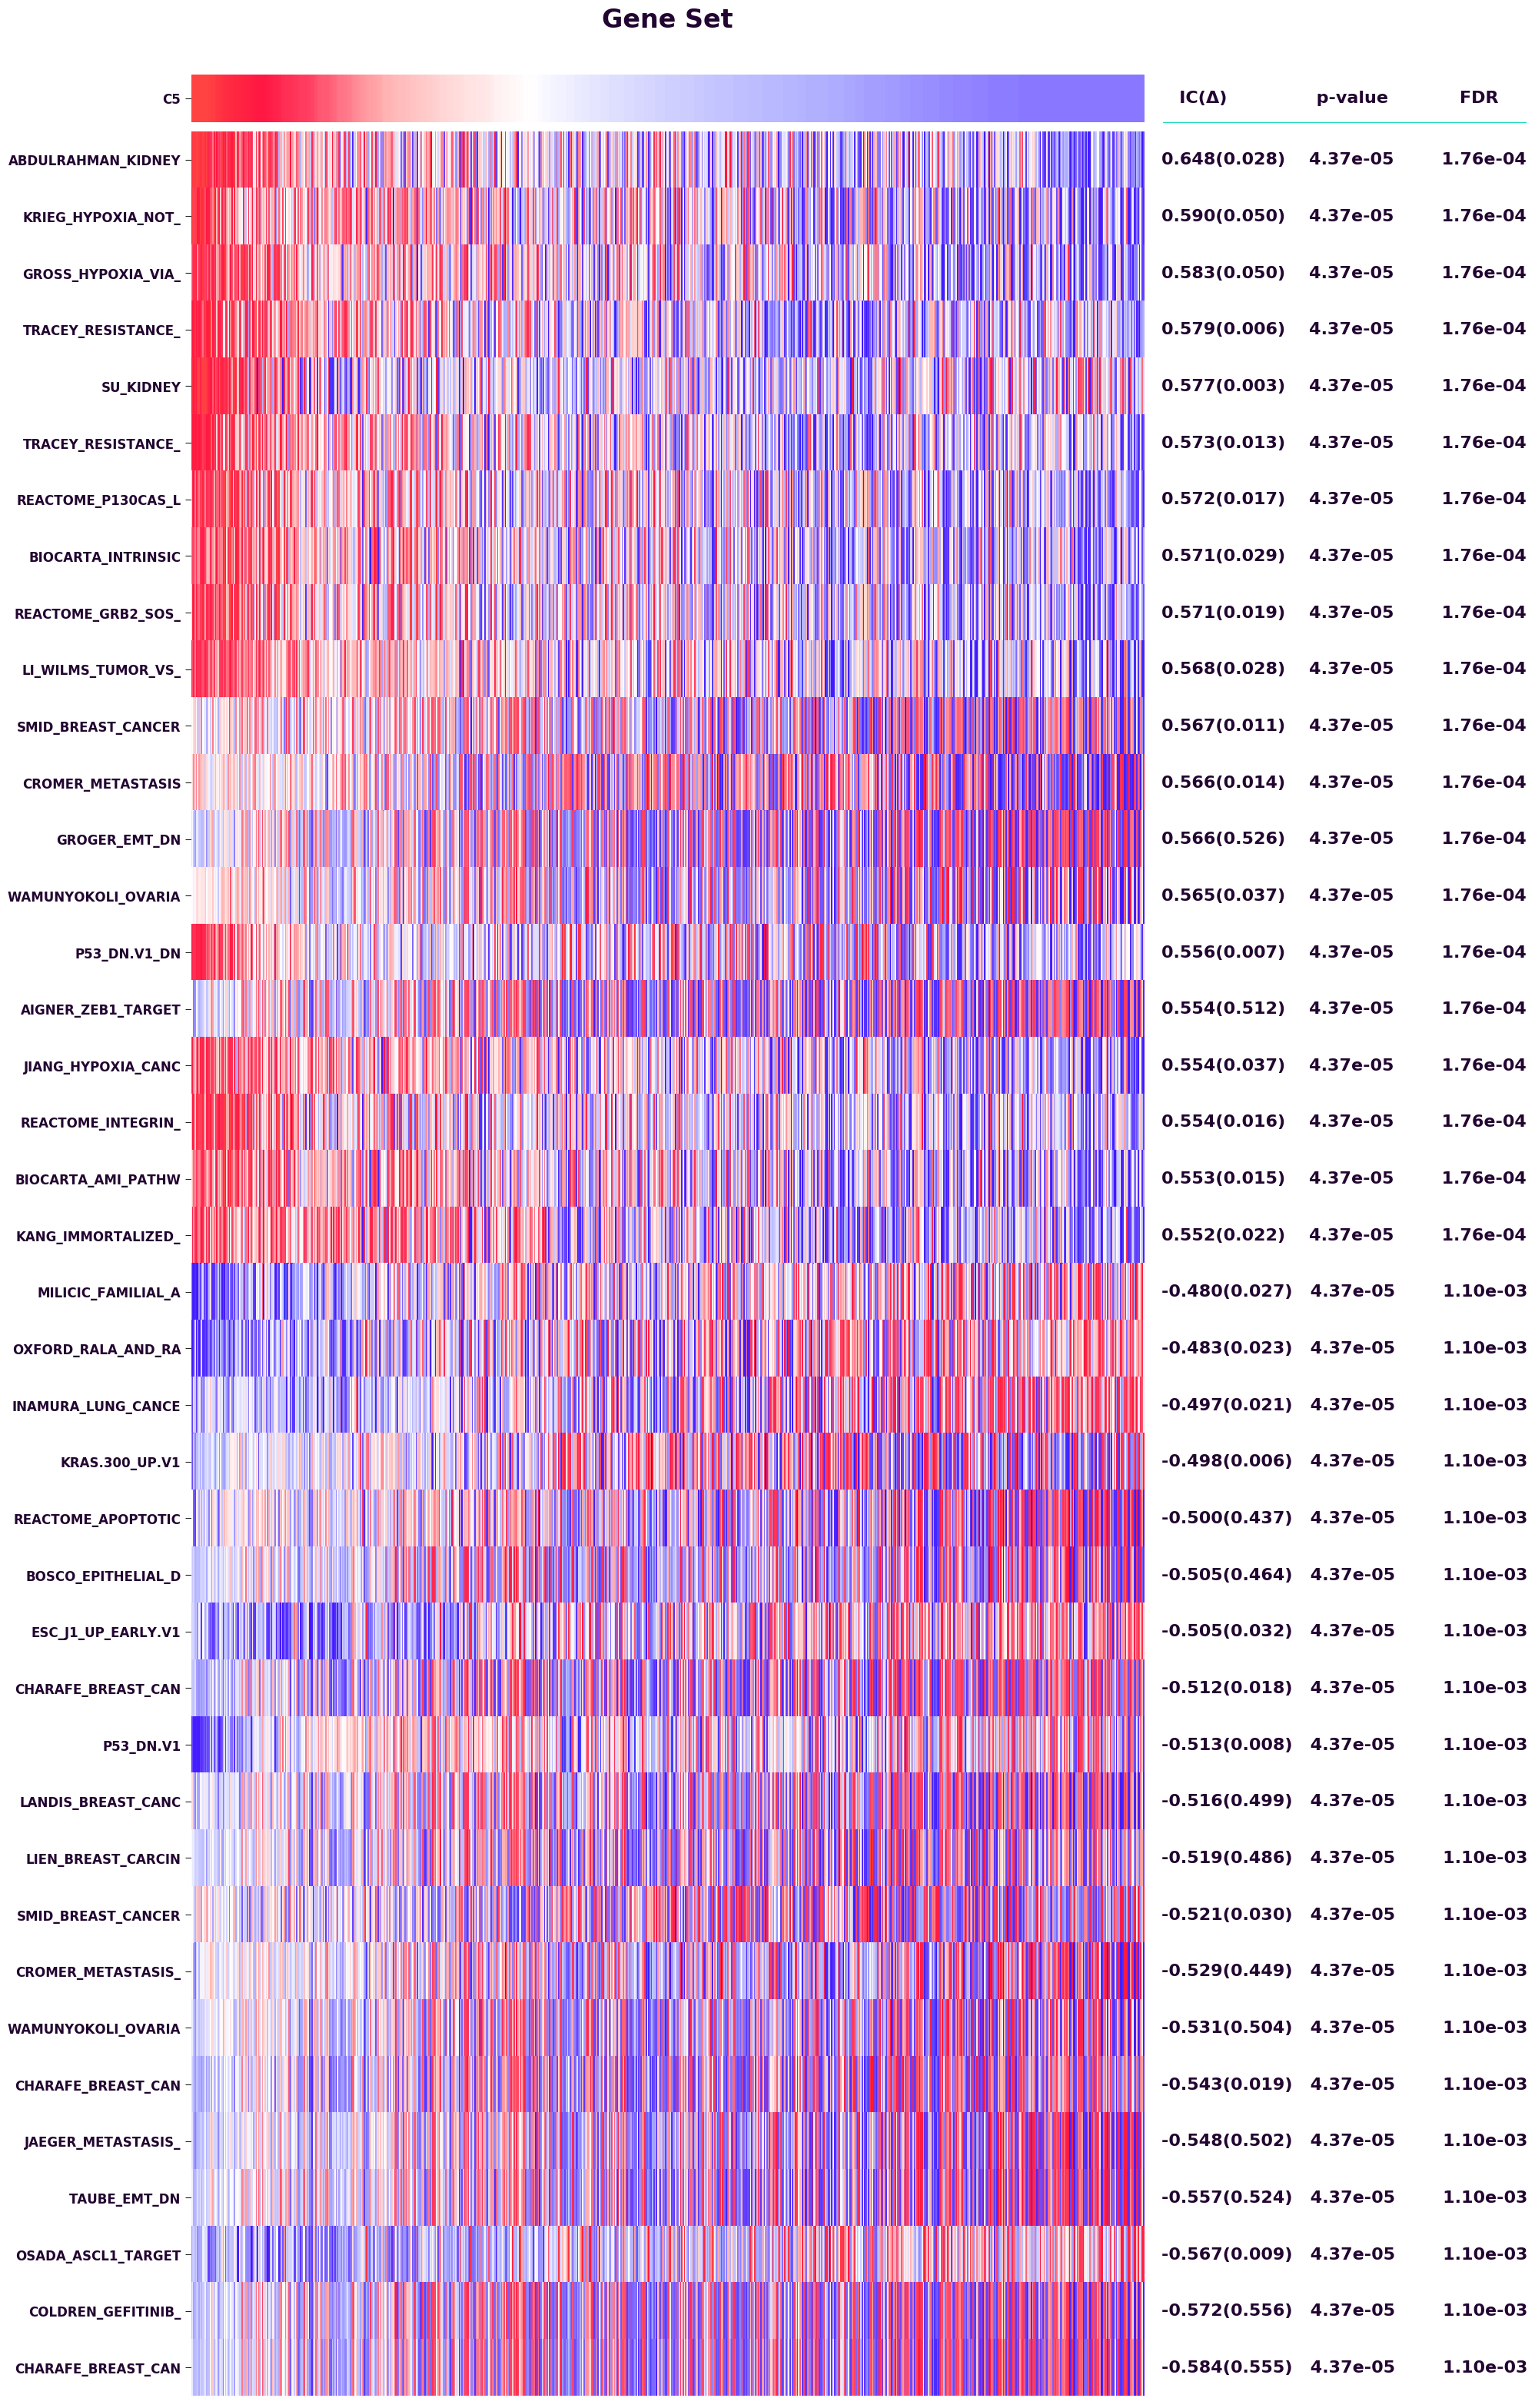 Gene Set
C5 IC(Δ) p-value FDR
ABDULRAHMAN_KIDNEY 0.648(0.028) 4.37e-05 1.76e-04
KRIEG_HYPOXIA_NOT_ 0.590(0.050) 4.37e-05 1.76e-04
GROSS_HYPOXIA_VIA_ 0.583(0.050) 4.37e-05 1.76e-04
TRACEY_RESISTANCE_ 0.579(0.006) 4.37e-05 1.76e-04
SU_KIDNEY 0.577(0.003) 4.37e-05 1.76e-04
TRACEY_RESISTANCE_ 0.573(0.013) 4.37e-05 1.76e-04
REACTOME_P130CAS_L 0.572(0.017) 4.37e-05 1.76e-04
BIOCARTA_INTRINSIC 0.571(0.029) 4.37e-05 1.76e-04
REACTOME_GRB2_SOS_ 0.571(0.019) 4.37e-05 1.76e-04
LI_WILMS_TUMOR_VS_ 0.568(0.028) 4.37e-05 1.76e-04
SMID_BREAST_CANCER 0.567(0.011) 4.37e-05 1.76e-04
CROMER_METASTASIS 0.566(0.014) 4.37e-05 1.76e-04
GROGER_EMT_DN 0.566(0.526) 4.37e-05 1.76e-04
WAMUNYOKOLI_OVARIA 0.565(0.037) 4.37e-05 1.76e-04
P53_DN.V1_DN 0.556(0.007) 4.37e-05 1.76e-04
AIGNER_ZEB1_TARGET 0.554(0.512) 4.37e-05 1.76e-04
JIANG_HYPOXIA_CANC 0.554(0.037) 4.37e-05 1.76e-04
REACTOME_INTEGRIN_ 0.554(0.016) 4.37e-05 1.76e-04
BIOCARTA_AMI_PATHW 0.553(0.015) 4.37e-05 1.76e-04
KANG_IMMORTALIZED_ 0.552(0.022) 4.37e-05 1.76e-04
MILICIC_FAMILIAL_A -0.480(0.027) 4.37e-05 1.10e-03
OXFORD_RALA_AND_RA -0.483(0.023) 4.37e-05 1.10e-03
INAMURA_LUNG_CANCE -0.497(0.021) 4.37e-05 1.10e-03
KRAS.300_UP.V1 -0.498(0.006) 4.37e-05 1.10e-03
REACTOME_APOPTOTIC -0.500(0.437) 4.37e-05 1.10e-03
BOSCO_EPITHELIAL_D -0.505(0.464) 4.37e-05 1.10e-03
ESC_J1_UP_EARLY.V1 -0.505(0.032) 4.37e-05 1.10e-03
CHARAFE_BREAST_CAN -0.512(0.018) 4.37e-05 1.10e-03
P53_DN.V1 -0.513(0.008) 4.37e-05 1.10e-03
LANDIS_BREAST_CANC -0.516(0.499) 4.37e-05 1.10e-03
LIEN_BREAST_CARCIN -0.519(0.486) 4.37e-05 1.10e-03
SMID_BREAST_CANCER -0.521(0.030) 4.37e-05 1.10e-03
CROMER_METASTASIS_ -0.529(0.449) 4.37e-05 1.10e-03
WAMUNYOKOLI_OVARIA -0.531(0.504) 4.37e-05 1.10e-03
CHARAFE_BREAST_CAN -0.543(0.019) 4.37e-05 1.10e-03
JAEGER_METASTASIS_ -0.548(0.502) 4.37e-05 1.10e-03
TAUBE_EMT_DN -0.557(0.524) 4.37e-05 1.10e-03
OSADA_ASCL1_TARGET -0.567(0.009) 4.37e-05 1.10e-03
COLDREN_GEFITINIB_ -0.572(0.556) 4.37e-05 1.10e-03
CHARAFE_BREAST_CAN -0.584(0.555) 4.37e-05 1.10e-03